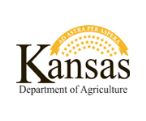 AD ASTRA PER ASPERA
Kansas
Department of Agriculture